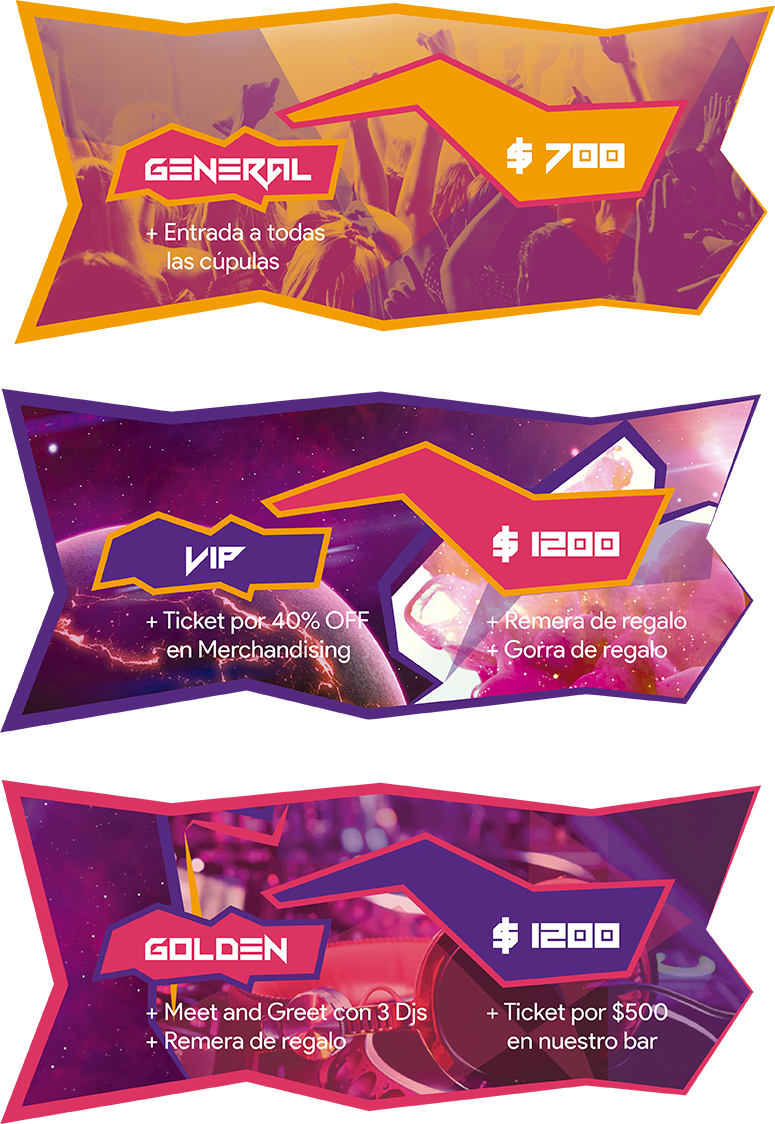 GENERAL
$ 700
+ Entrada a todas
las cúpulas
VIP
$ 1200
+ Ticket por 40% OFF
en Merchandising
+ Remera de regalo
+ Gorra de regalo
GOLDEN
$ 1200
+ Meet and Greet con 3 Djs
+ Remera de regalo
+ Ticket por $500
en nuestro bar